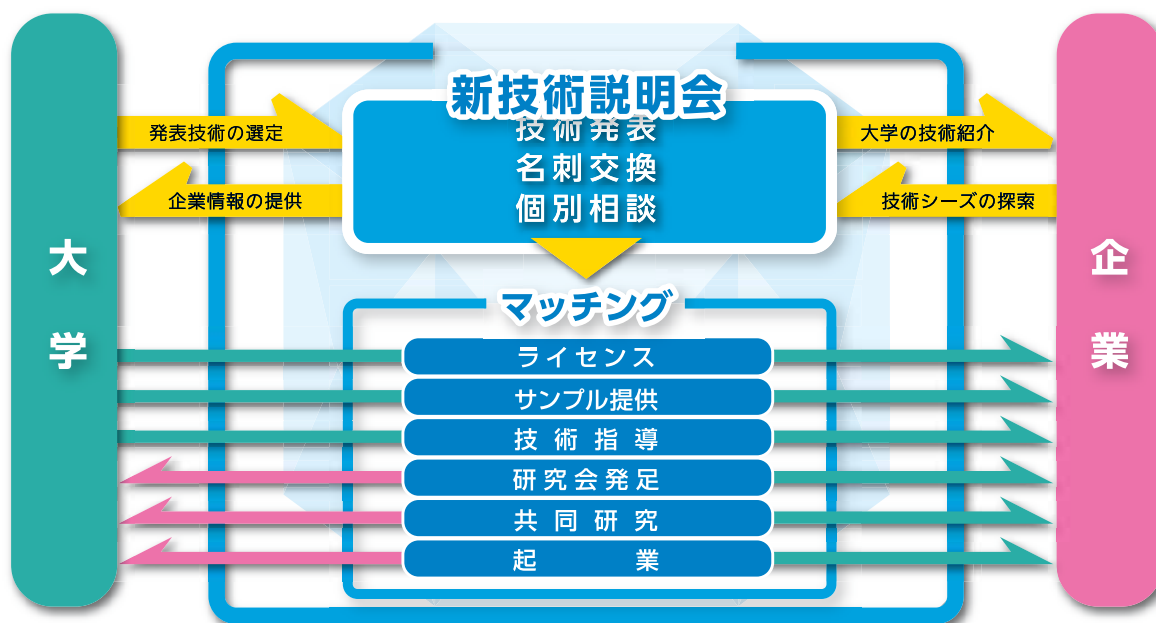 大学
新技術説明会
技術発表
名刺交換
個別相談
発表技術の選定
企業情報の提供
大学の技術紹介
技術シーズの探索
企業
マッチング
ライセンス
サンプル提供
技術指導
研究会発足
共同研究
起業